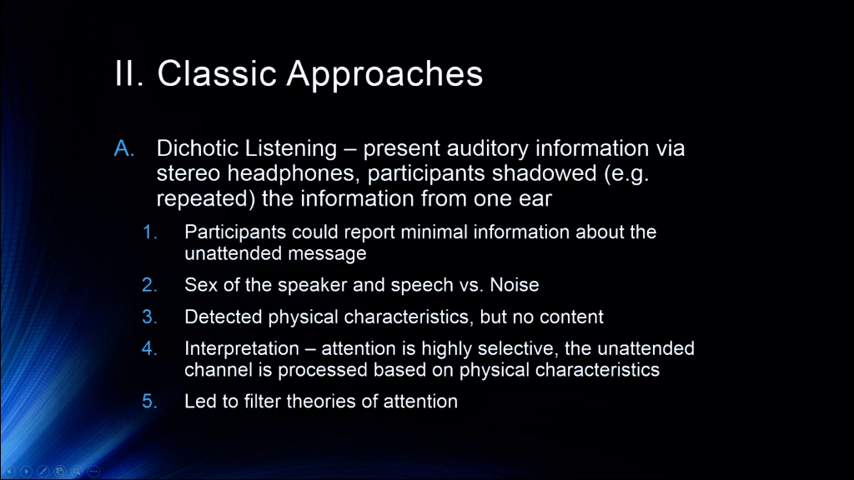 II. Classic Approaches
A. Dichotic Listening – present auditory information via
stereo headphones, participants shadowed (e.g.
repeated) the information from one ear
1. Participants could report minimal information about the
unattended message
2. Sex of the speaker and speech vs. Noise
3. Detected physical characteristics, but no content
4. Interpretation – attention is highly selective, the unattended
channel is processed based on physical characteristics
5. Led to filter theories of attention